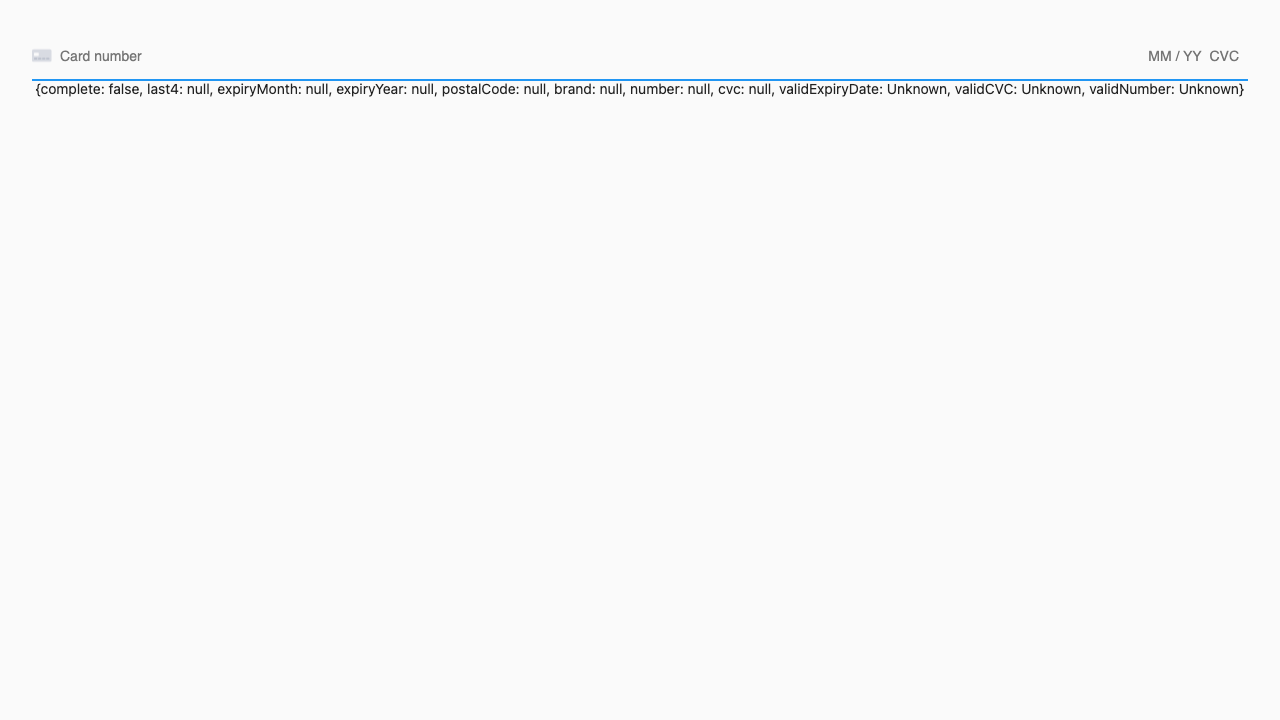 Card number MM / YY CVC
{complete: false, last4: null, expiryMonth: null, expiryYear: null, postalCode: null, brand: null, number: null, cvc: null, validExpiryDate: Unknown, validCVC: Unknown, validNumber: Unknown}